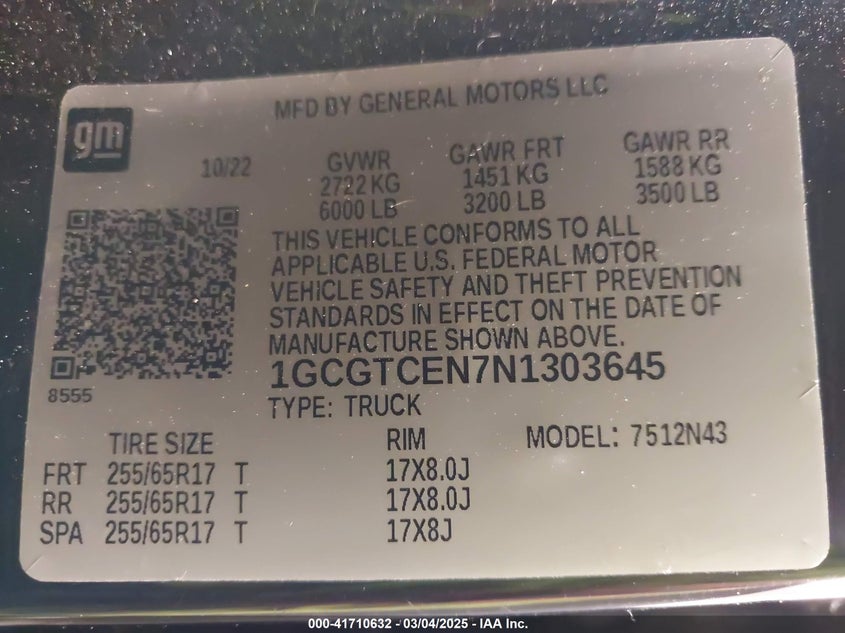 MFD BY GENERAL MOTORS LLC
gm
10/22
GVWR GAWR FRT GAWR RR
2722 KG 1451 KG 1588 KG
6000 LB 3200 LB 3500 LB
THIS VEHICLE CONFORMS TO ALL
APPLICABLE U.S. FEDERAL MOTOR
VEHICLE SAFETY AND THEFT PREVENTION
STANDARDS IN EFFECT ON THE DATE OF
MANUFACTURE SHOWN ABOVE.
1GCGTCEN7N1303645
8555
TYPE: TRUCK
TIRE SIZE RIM MODEL: 7512N43
FRT 255/65R17 T 17X8.0J
RR 255/65R17 T 17X8.0J
SPA 255/65R17 T 17X8J
000-41710632 - 03/04/2025 - IAA Inc.